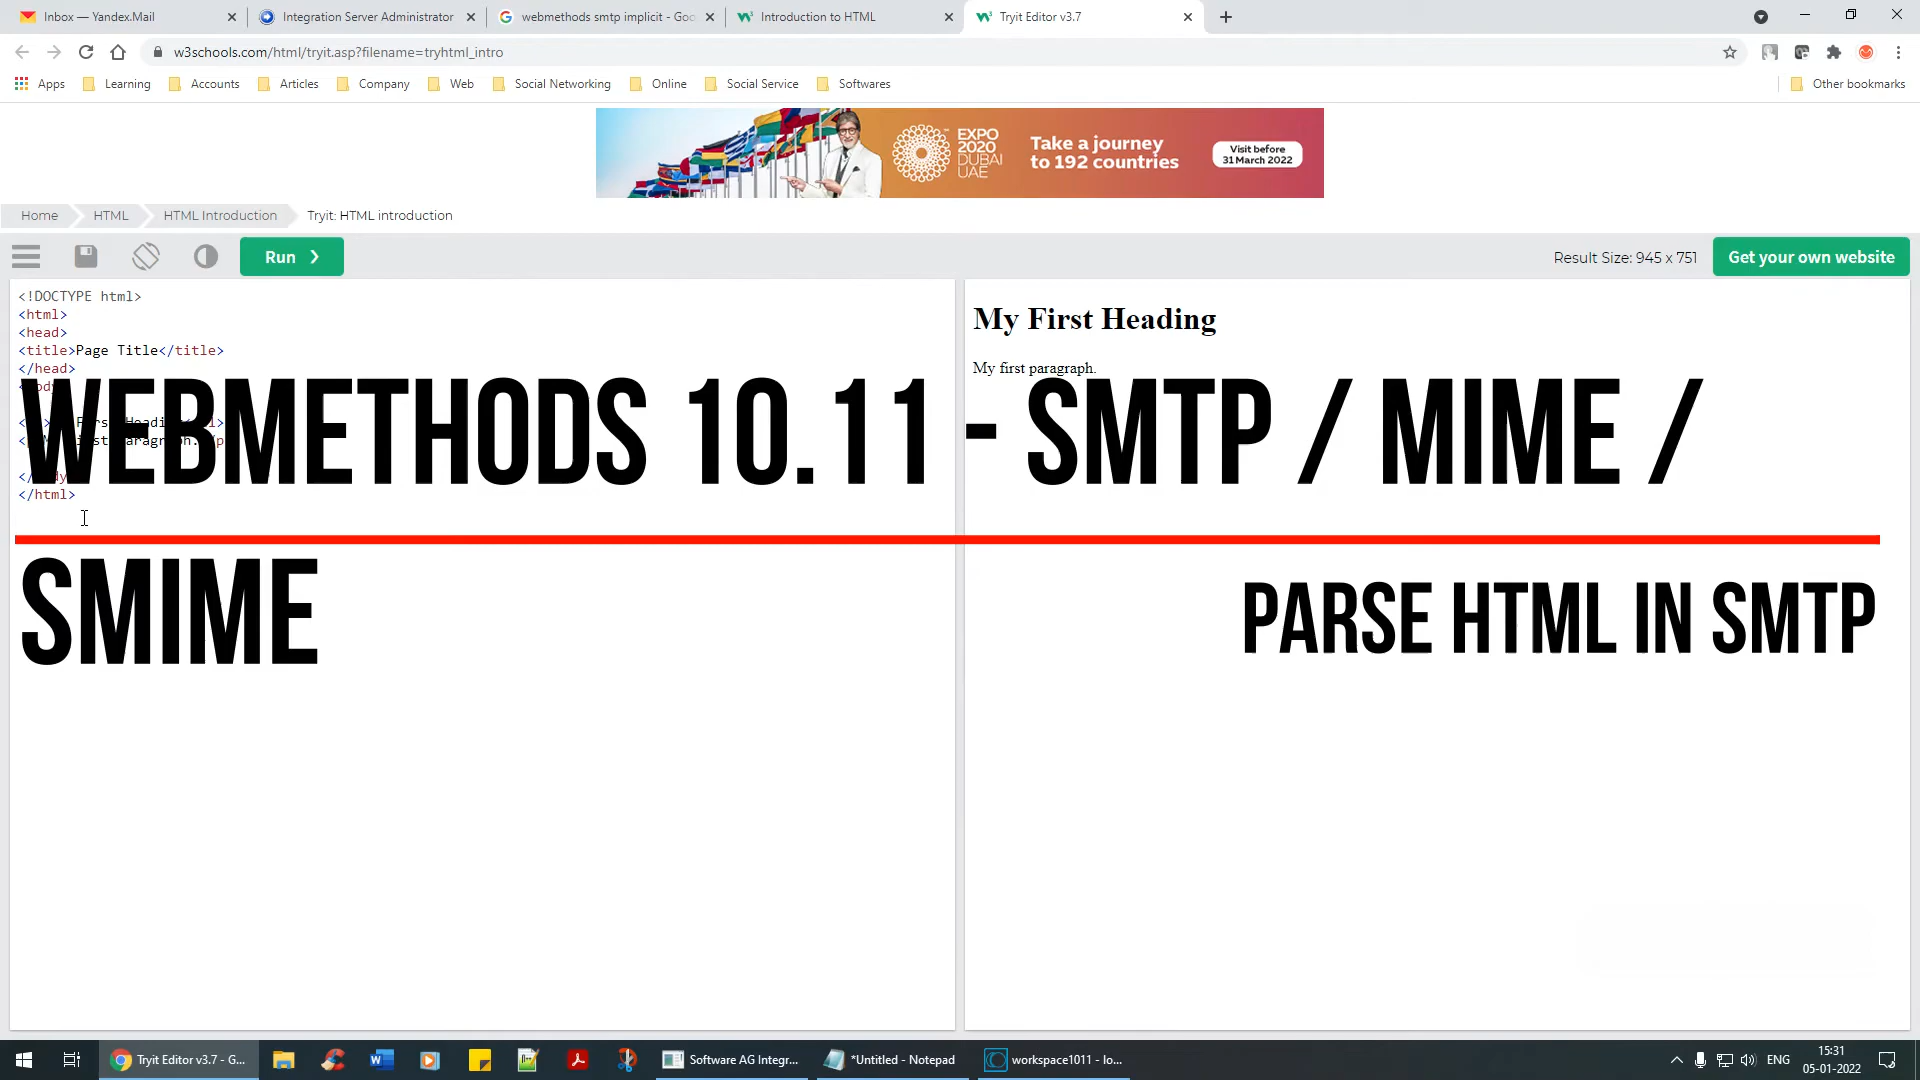 Inbox — Yandex.Mail
Integration Server Administrator
webmethods smtp implicit - Goo
Introduction to HTML
Tryit Editor v3.7
w3schools.com/html/tryit.asp?filename=tryhtml_intro
Apps Learning Accounts Articles Company Web Social Networking Online Social Service Softwares Other bookmarks
EXPO
2020
DUBAI
UAE
Take a journey
to 192 countries
Visit before
31 March 2022
Home HTML HTML Introduction Tryit: HTML introduction
Run ❯
Result Size: 945 x 751
Get your own website
<!DOCTYPE html>
<html>
<head>
<title>Page Title</title>
</head>
</html>
My First Heading
My first paragraph.
WEBMETHODS 10.11 - SMTP / MIME /
SMIME
PARSE HTML IN SMTP
Tryit Editor v3.7 - G...
Software AG Integr...
*Untitled - Notepad
workspace1011 - lo...
ENG
15:31
05-01-2022